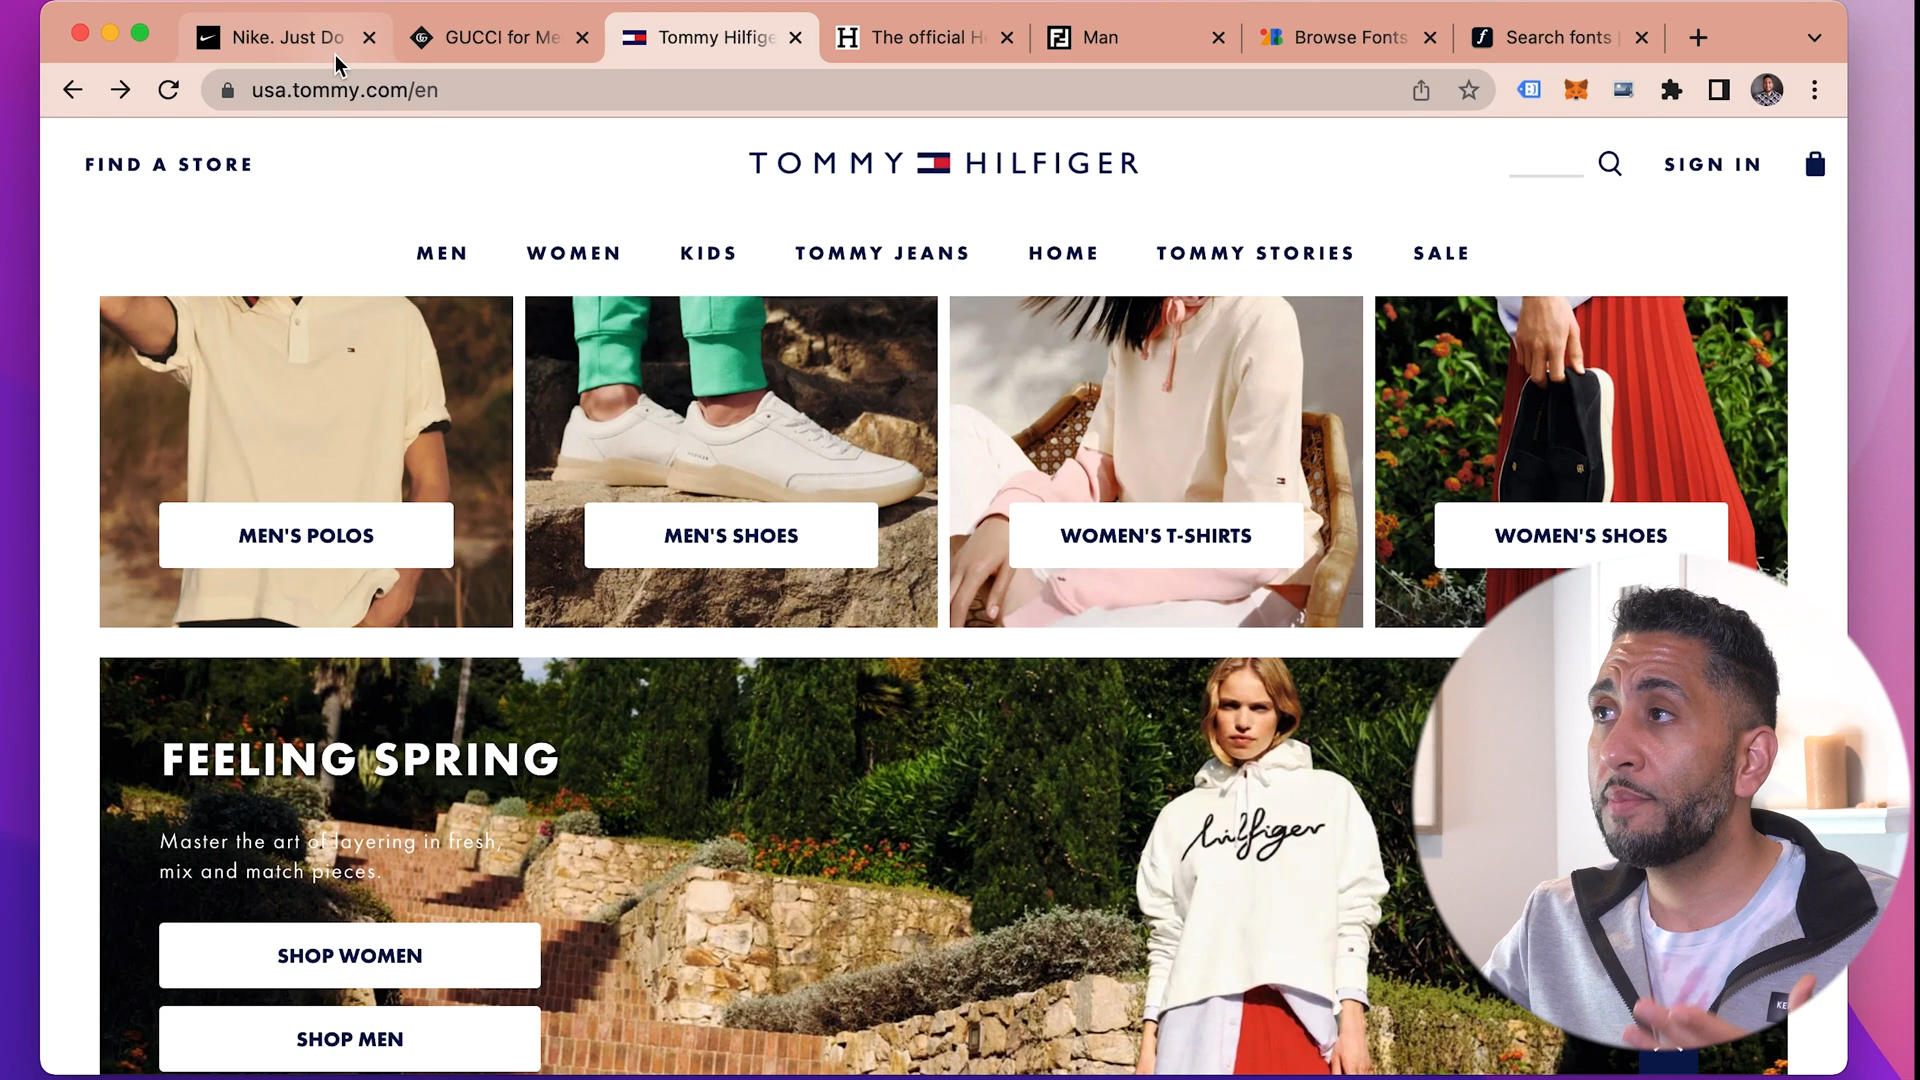 Nike. Just Do
GUCCI for Me
Tommy Hilfige
The official H
Man
Browse Fonts
Search fonts
usa.tommy.com/en
FIND A STORE
TOMMY HILFIGER
SIGN IN
MEN
WOMEN
KIDS
TOMMY JEANS
HOME
TOMMY STORIES
SALE
MEN'S POLOS
MEN'S SHOES
WOMEN'S T-SHIRTS
WOMEN'S SHOES
FEELING SPRING
Master the art of layering in fresh,
mix and match pieces.
hilfiger
SHOP WOMEN
SHOP MEN